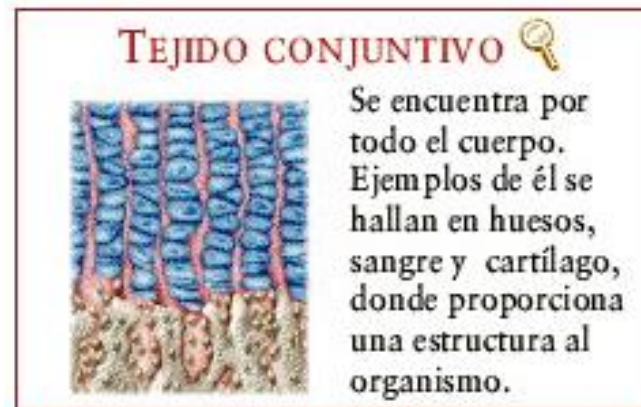 TEJIDO CONJUNTIVO
Se encuentra por
todo el cuerpo.
Ejemplos de él se
hallan en huesos,
sangre y cartílago,
donde proporciona
una estructura al
organismo.